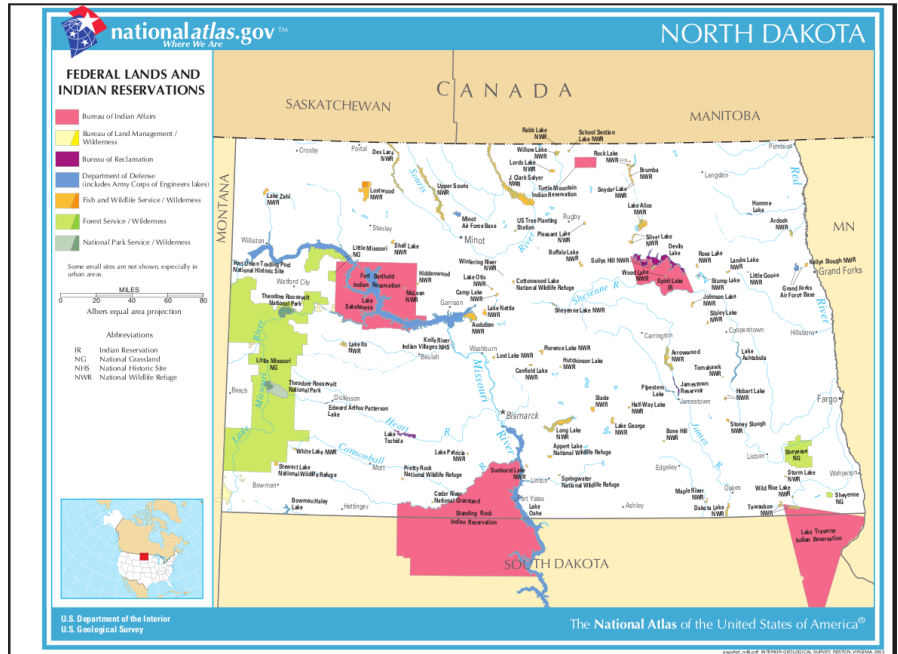 nationalatlas.gov ™
Where We Are
NORTH DAKOTA
FEDERAL LANDS AND
INDIAN RESERVATIONS
Bureau of Indian Affairs
Bureau of Land Management /
Wilderness
Bureau of Reclamation
Department of Defense
(includes Army Corps of Engineers lakes)
Fish and Wildlife Service / Wilderness
Forest Service / Wilderness
National Park Service / Wilderness
Some small sites are not shown, especially in
urban areas.
MILES
0 20 40 60 80
Albers equal area projection
Abbreviations
IR Indian Reservation
NG National Grassland
NHS National Historic Site
NWR National Wildlife Refuge
CANADA
SASKATCHEWAN
MANITOBA
MONTANA
MN
SOUTH DAKOTA
Crosby
Portal
Des Lacs
NWR
Rabb Lake
NWR
School Section
Lake NWR
Willow Lake
NWR
Lords Lake
NWR
Rock Lake
NWR
J. Clark Salyer
NWR
Turtle Mountain
Indian Reservation
Brumba
NWR
Snyder Lake
NWR
Pembina
Langdon
Red
River
Lake Zahl
NWR
Lostwood
NWR
Souris
River
Upper Souris
NWR
Minot
Air Force Base
Minot
US Tree Planting
Station
Rugby
Pleasant Lake
NWR
Buffalo Lake
NWR
Lake Alice
NWR
Homme
Lake
Ardoch
NWR
Silver Lake
NWR
Devils
Lake
Stanley
Shell Lake
NWR
Little Missouri
NG
Williston
Fort Union Trading Post
National Historic Site
Watford City
Fort Berthold
Indian Reservation
Lake
Sakakawea
Hiddenwood
NWR
McLean
NWR
Wintering River
NWR
Lake Otis
NWR
Camp Lake
NWR
Garrison
Lake Nettie
NWR
Audubon
NWR
Cottonwood Lake
National Wildlife Refuge
Sullys Hill NWR
Wood Lake
NWR
Spirit Lake
IR
Rose Lake
NWR
Lambs Lake
NWR
Stump Lake
NWR
Little Goose
NWR
Kellys Slough NWR
Grand Forks
Grand Forks
Air Force Base
Johnson Lake
NWR
Sibley Lake
NWR
Sheyenne R
Sheyenne Lake NWR
Theodore Roosevelt
National Park
Little Missouri
NG
Little Missouri River
Lake Ilo
NWR
Knife River
Indian Villages NHS
Beulah
Washburn
Lost Lake NWR
Florence Lake NWR
Canfield Lake
NWR
Hutchinson Lake
NWR
Carrington
Cooperstown
Hillsboro
Arrowwood
NWR
Tomahawk
NWR
Lake
Ashtabula
Beach
Theodore Roosevelt
National Park
Dickinson
Edward Arthur Patterson
Lake
Missouri
River
Bismarck
Slade
NWR
Half-Way Lake
NWR
Pipestem
Lake
Jamestown
Reservoir
Jamestown
Hobart Lake
NWR
Fargo
Heart
R
Lake
Tschida
Long Lake
NWR
Lake George
NWR
Bone Hill
NWR
James
R
Stoney Slough
NWR
Cannonball
R
White Lake NWR
Lake Patricia
NWR
Appert Lake
National Wildlife Refuge
Sheyenne
NG
Lisbon
Stewart Lake
National Wildlife Refuge
Mott
Pretty Rock
National Wildlife Refuge
Sunburst Lake
NWR
Linton
Springwater
National Wildlife Refuge
Edgeley
Storm Lake
NWR
Wahpeton
Bowman
Cedar River
National Grassland
Fort Yates
Maple River
NWR
Oakes
Wild Rice Lake
NWR
Sheyenne
NG
Bowman Haley
Lake
Hettinger
Standing Rock
Indian Reservation
Lake
Oahe
Ashley
Dakota Lake
NWR
Tewaukon
NWR
Lake Traverse
Indian Reservation
U.S. Department of the Interior
U.S. Geological Survey
The National Atlas of the United States of America®